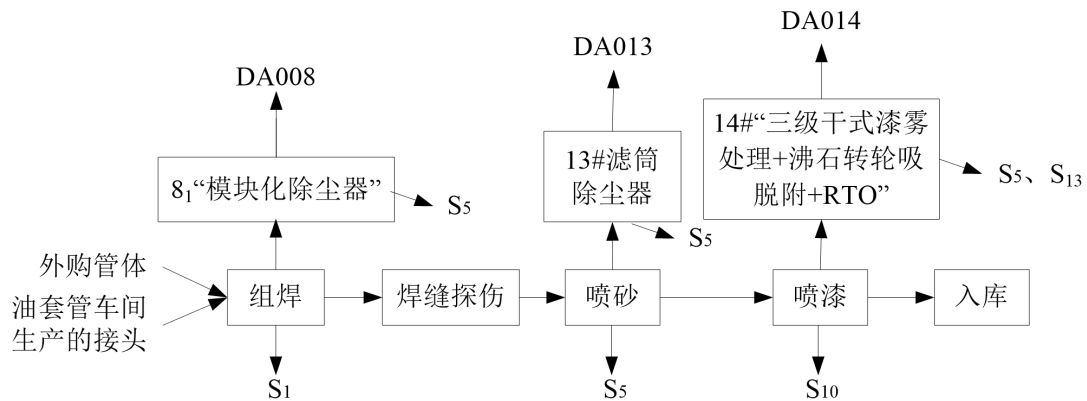 DA014
DA013
DA008
14#“三级干式漆雾
处理+沸石转轮吸
脱附+RTO”
13#滤筒
除尘器
8₁“模块化除尘器”
S₅、S₁₃
S₅
S₅
外购管体
油套管车间
生产的接头
组焊
焊缝探伤
喷砂
喷漆
入库
S₁
S₅
S₁₀